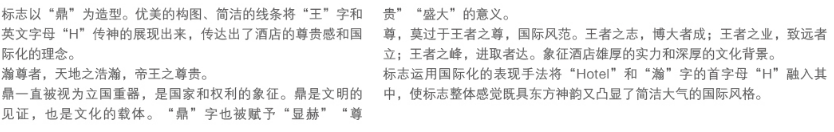 标志以“鼎”为造型。优美的构图、简洁的线条将“王”字和
英文字母“H”传神的展现出来，传达出了酒店的尊贵感和国
际化的理念。
瀚尊者，天地之浩瀚，帝王之尊贵。
鼎一直被视为立国重器，是国家和权利的象征。鼎是文明的
见证，也是文化的载体。“鼎”字也被赋予“显赫”“尊
贵”“盛大”的意义。
尊，莫过于王者之尊，国际风范。王者之志，博大者成；王者之业，致远者
立；王者之峰，进取者达。象征酒店雄厚的实力和深厚的文化背景。
标志运用国际化的表现手法将“Hotel”和“瀚”字的首字母“H”融入其
中，使标志整体感觉既具东方神韵又凸显了简洁大气的国际风格。